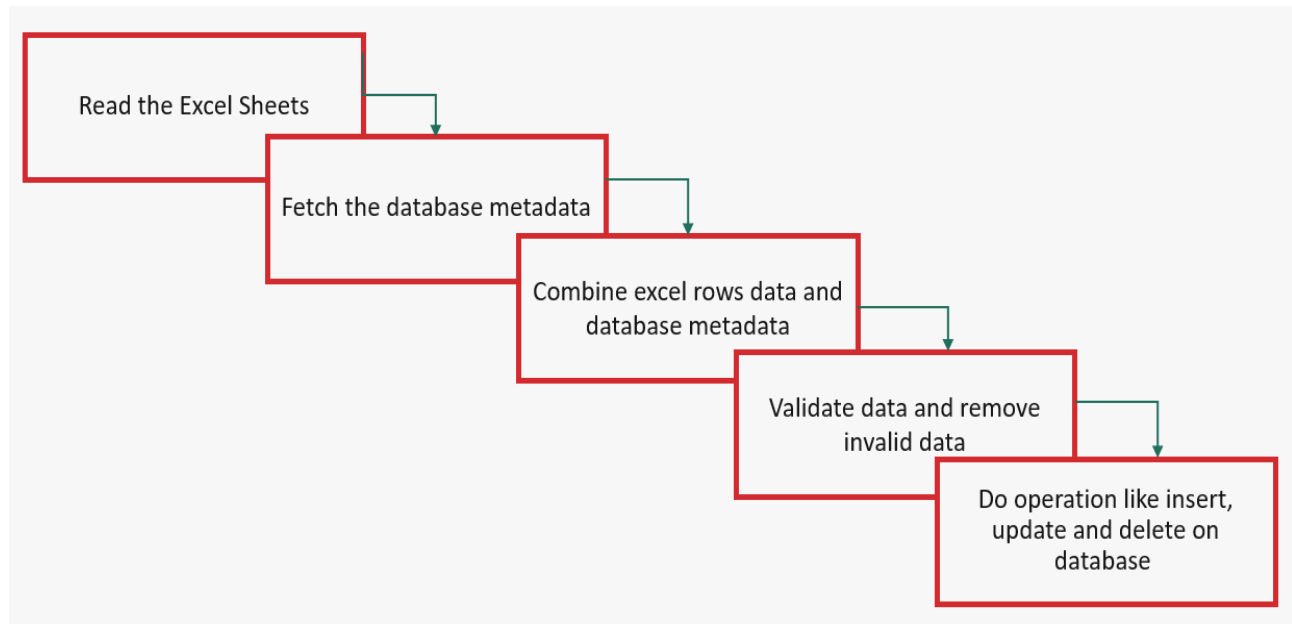 Read the Excel Sheets
Fetch the database metadata
Combine excel rows data and
database metadata
Validate data and remove
invalid data
Do operation like insert,
update and delete on
database